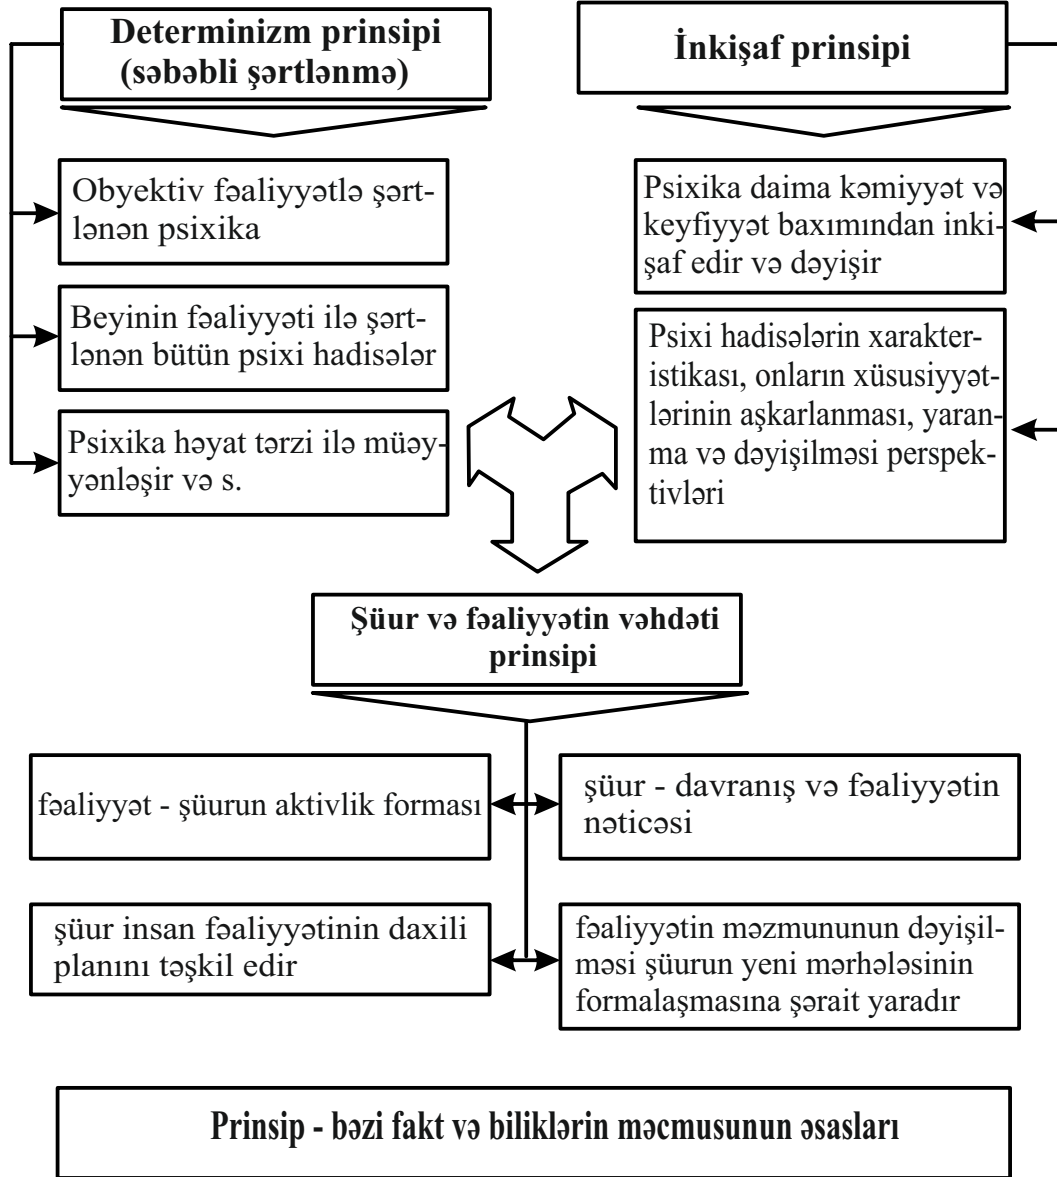 Determinizm prinsipi
(səbəbli şərtlənmə)
Obyektiv fəaliyyətlə şərt-
lənən psixika
Beyinin fəaliyyəti ilə şərt-
lənən bütün psixi hadisələr
Psixika həyat tərzi ilə müəy-
yənləşir və s.
İnkişaf prinsipi
Psixika daima kəmiyyət və
keyfiyyət baxımından inki-
şaf edir və dəyişir
Psixi hadisələrin xarakter-
istikası, onların xüsusiyyət-
lərinin aşkarlanması, yaran-
ma və dəyişilməsi perspek-
tivləri
Şüur və fəaliyyətin vəhdəti
prinsipi
fəaliyyət - şüurun aktivlik forması
şüur - davranış və fəaliyyətin
nəticəsi
şüur insan fəaliyyətinin daxili
planını təşkil edir
fəaliyyətin məzmununun dəyişil-
məsi şüurun yeni mərhələsinin
formalaşmasına şərait yaradır
Prinsip - bəzi fakt və biliklərin məcmusunun əsasları